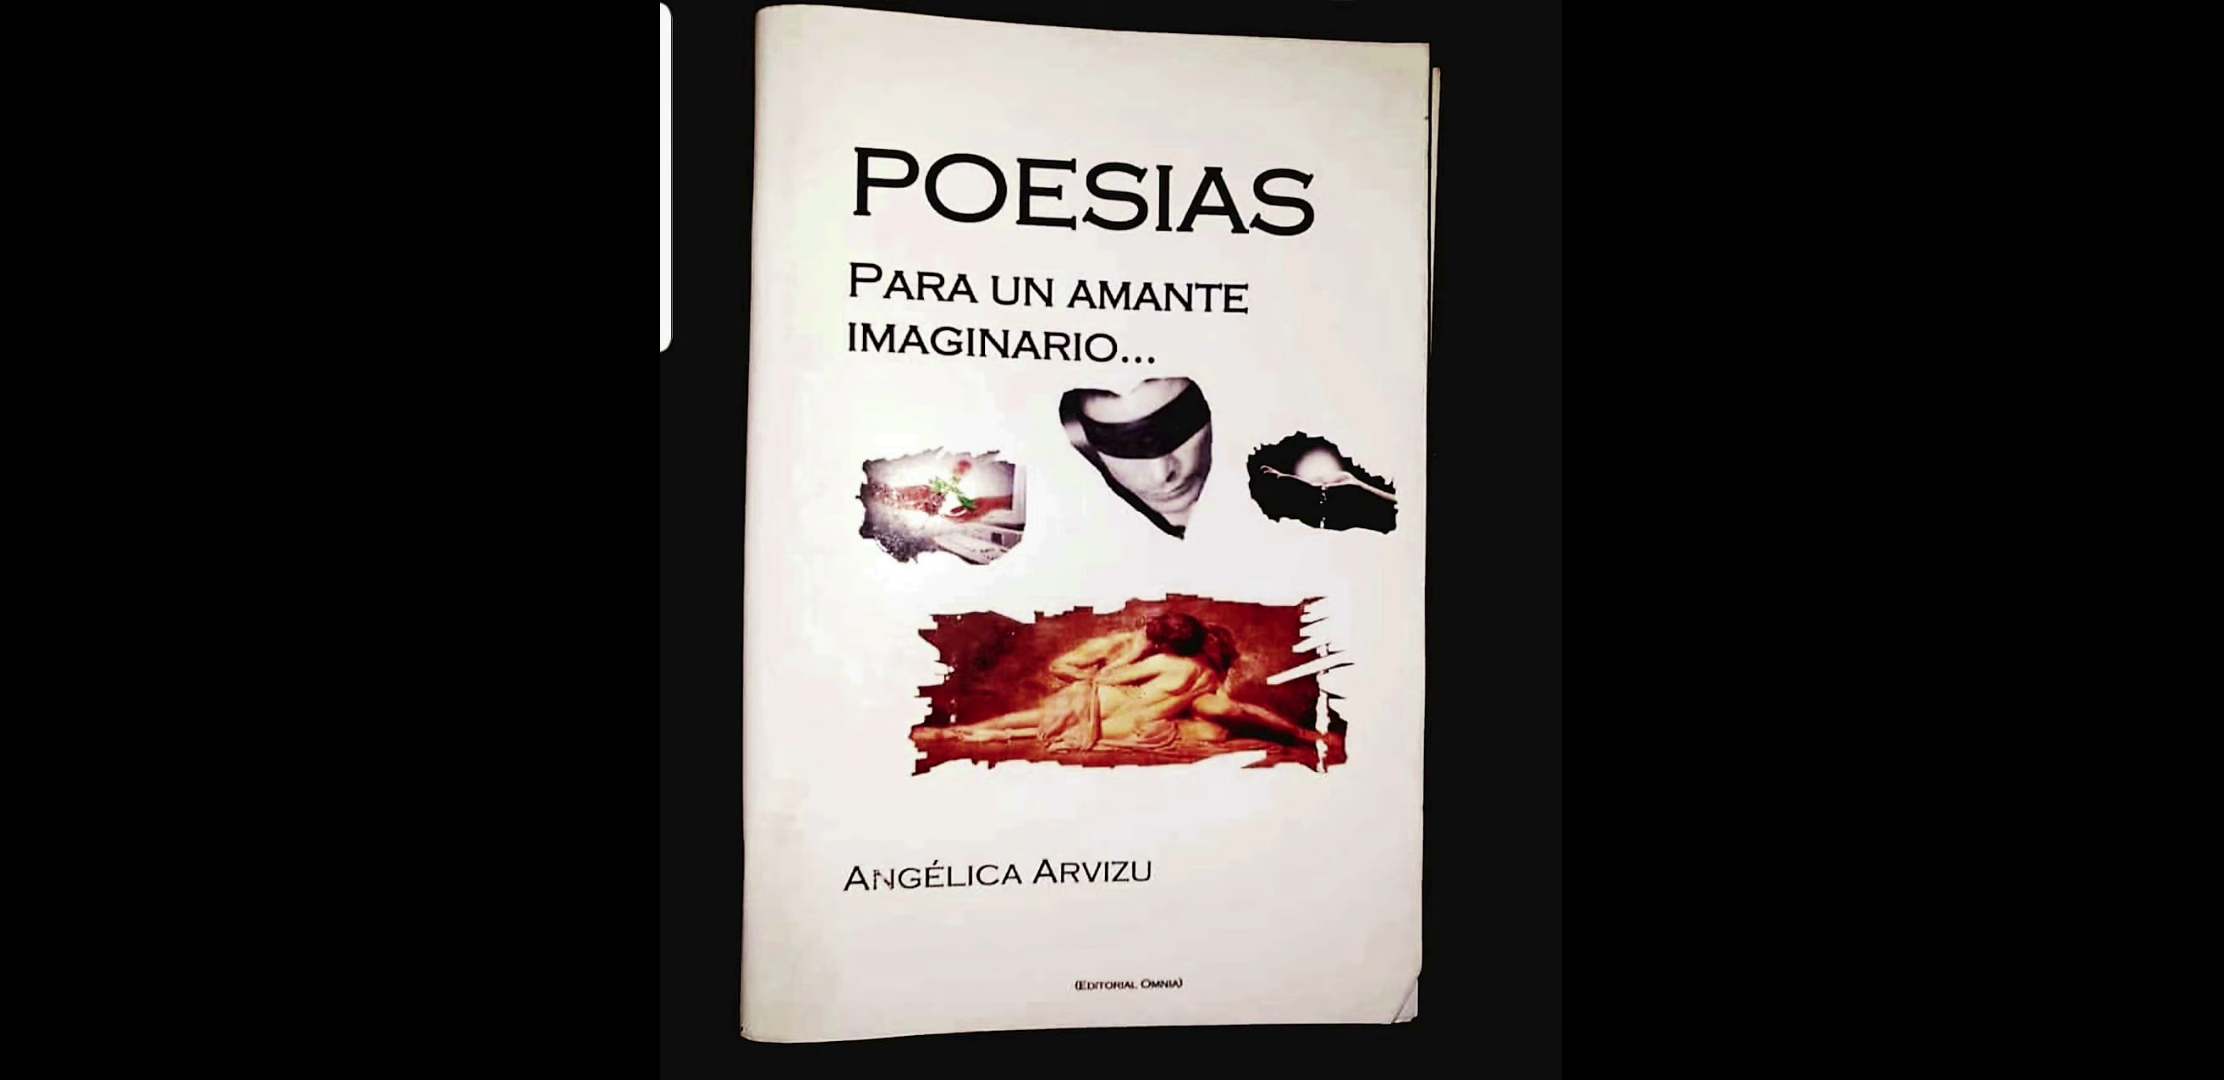 POESIAS
PARA UN AMANTE
IMAGINARIO...
ANGÉLICA ARVIZU
(EDITORIAL OMNIA)